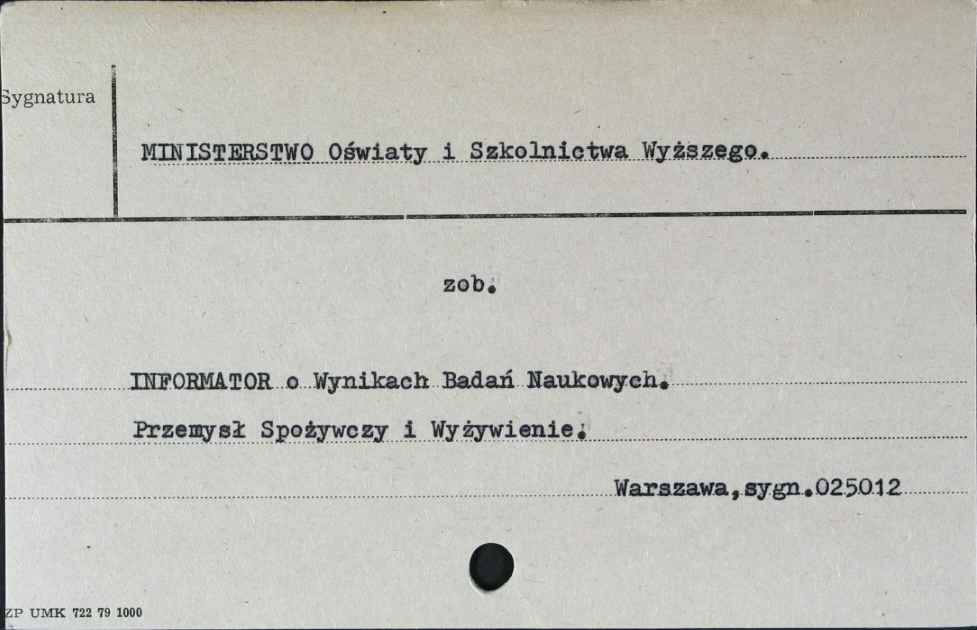 Sygnatura
MINISTERSTWO Oświaty i Szkolnictwa Wyższego.
zob.
INFORMATOR o Wynikach Badań Naukowych.
Przemysł Spożywczy i Wyżywienie.
Warszawa,sygn.025012
ZP UMK 722 79 1000